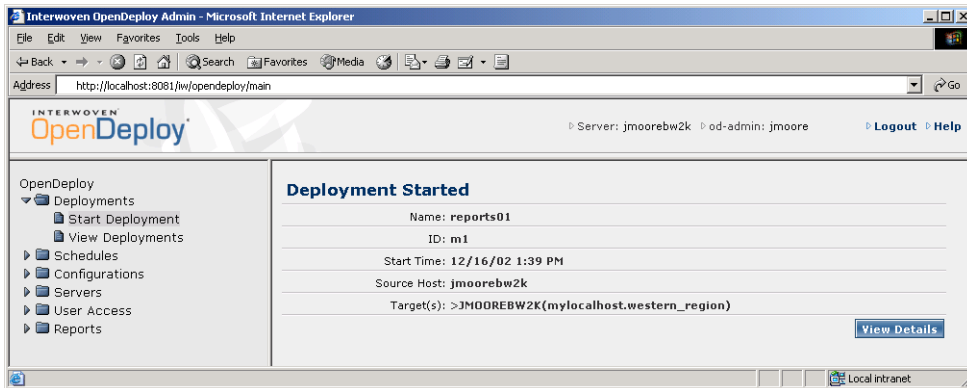 Interwoven OpenDeploy Admin - Microsoft Internet Explorer
File Edit View Favorites Tools Help
Back Search Favorites Media
Address http://localhost:8081/iw/opendeploy/main Go
INTERWOVEN
OpenDeploy
Server: jmoorebw2k od-admin: jmoore Logout Help
OpenDeploy
Deployments
Start Deployment
View Deployments
Schedules
Configurations
Servers
User Access
Reports
Deployment Started
Name: reports01
ID: m1
Start Time: 12/16/02 1:39 PM
Source Host: jmoorebw2k
Target(s): >JMOOREBW2K(mylocalhost.western_region)
View Details
Local intranet